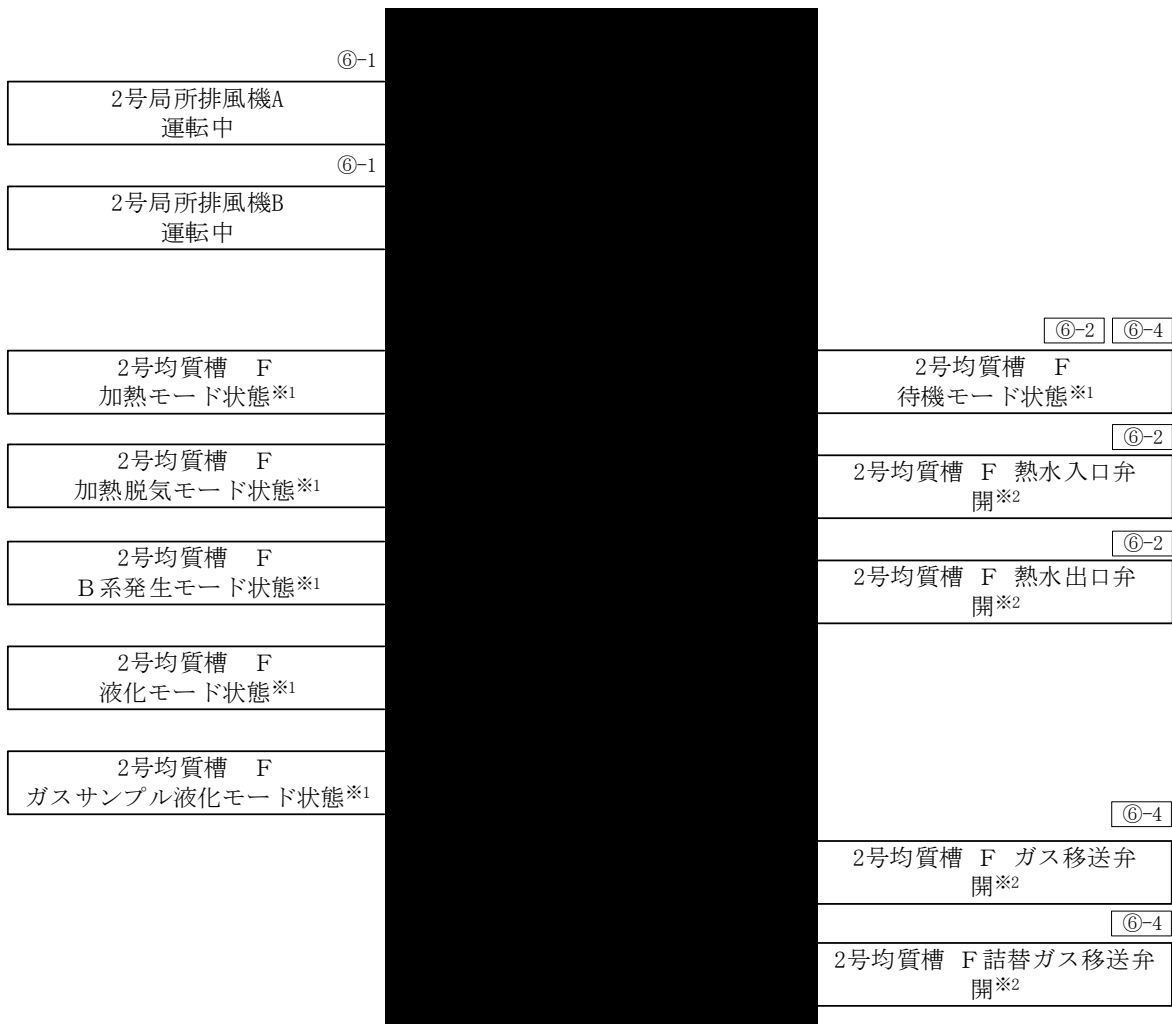 ⑥-1
2号局所排風機A
運転中
⑥-1
2号局所排風機B
運転中
2号均質槽　F
加熱モード状態※1
2号均質槽　F
加熱脱気モード状態※1
2号均質槽　F
B系発生モード状態※1
2号均質槽　F
液化モード状態※1
2号均質槽　F
ガスサンプル液化モード状態※1
⑥-2 ⑥-4
2号均質槽　F
待機モード状態※1
⑥-2
2号均質槽 F 熱水入口弁
開※2
⑥-2
2号均質槽 F 熱水出口弁
開※2
⑥-4
2号均質槽 F ガス移送弁
開※2
⑥-4
2号均質槽 F詰替ガス移送弁
開※2